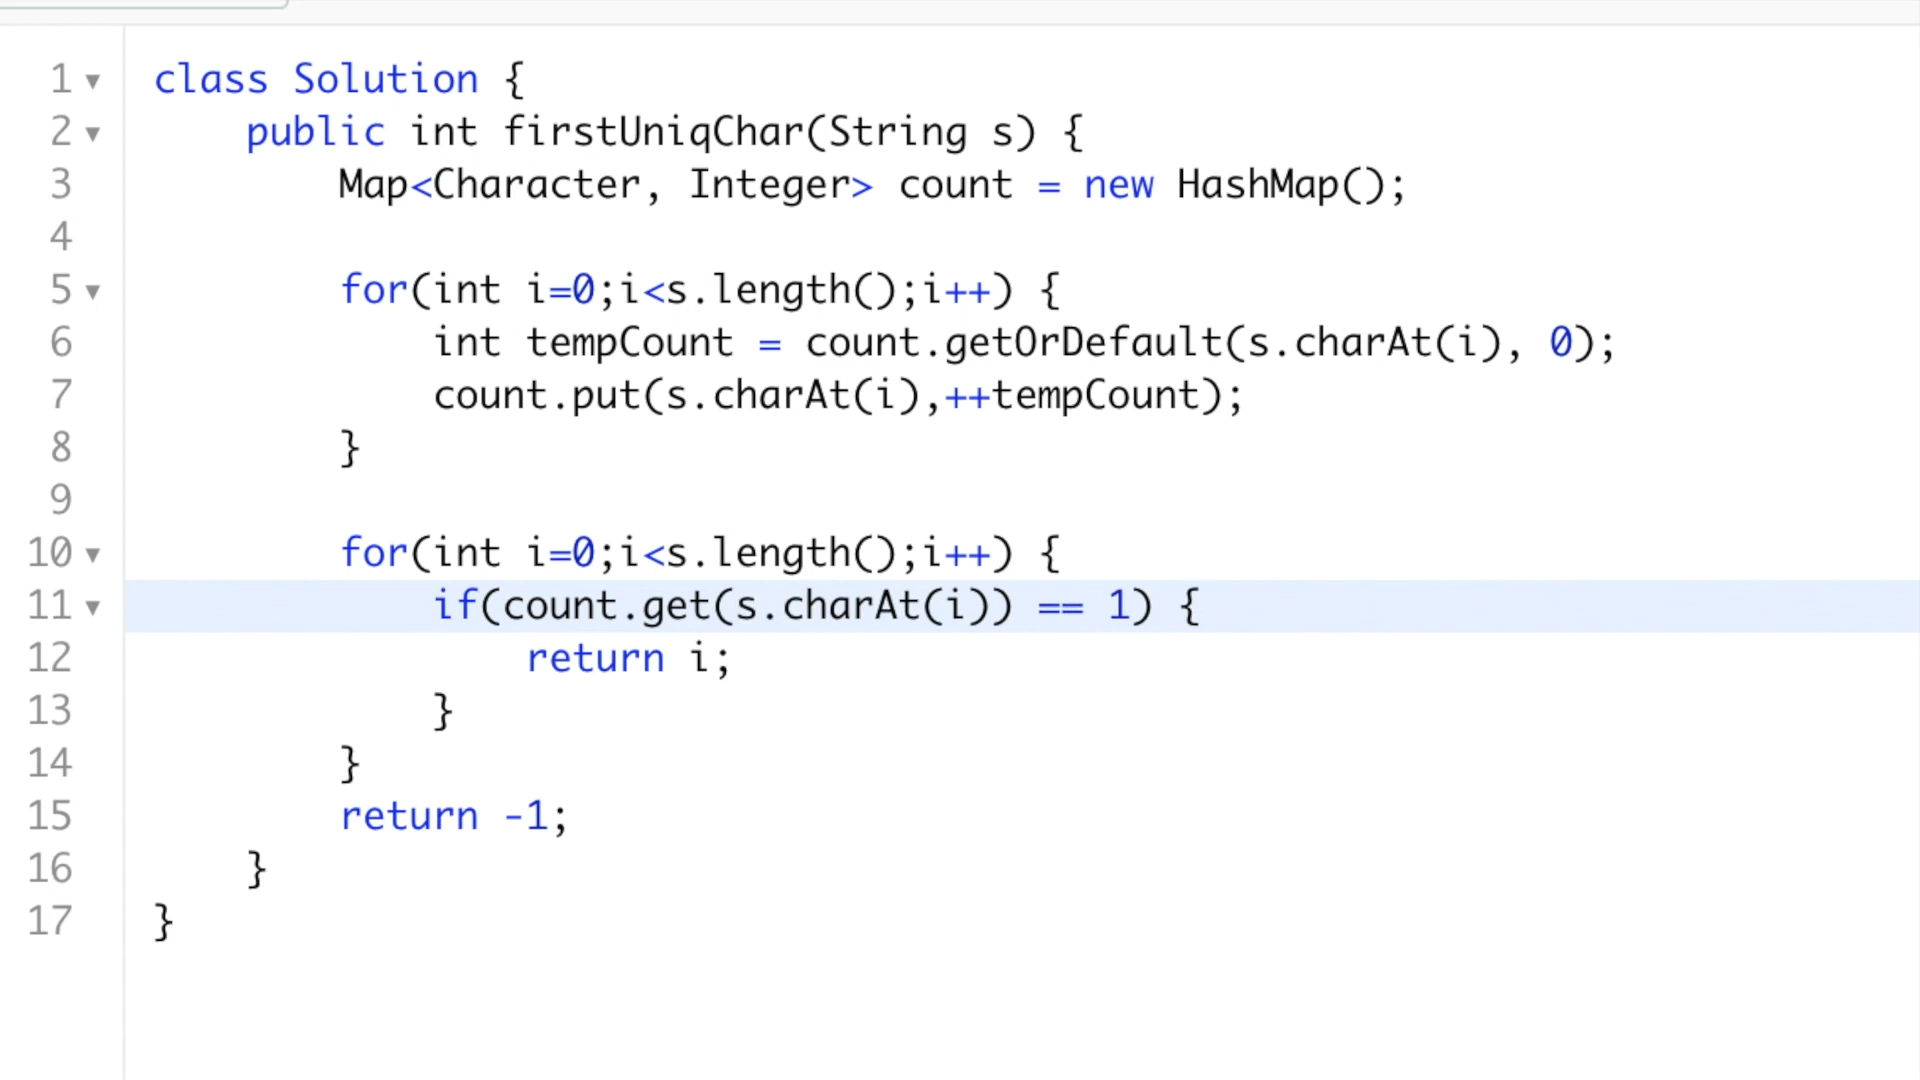 1 class Solution {
2 public int firstUniqChar(String s) {
3 Map<Character, Integer> count = new HashMap();
4
5 for(int i=0;i<s.length();i++) {
6 int tempCount = count.getOrDefault(s.charAt(i), 0);
7 count.put(s.charAt(i),++tempCount);
8 }
9
10 for(int i=0;i<s.length();i++) {
11 if(count.get(s.charAt(i)) == 1) {
12 return i;
13 }
14 }
15 return -1;
16 }
17 }